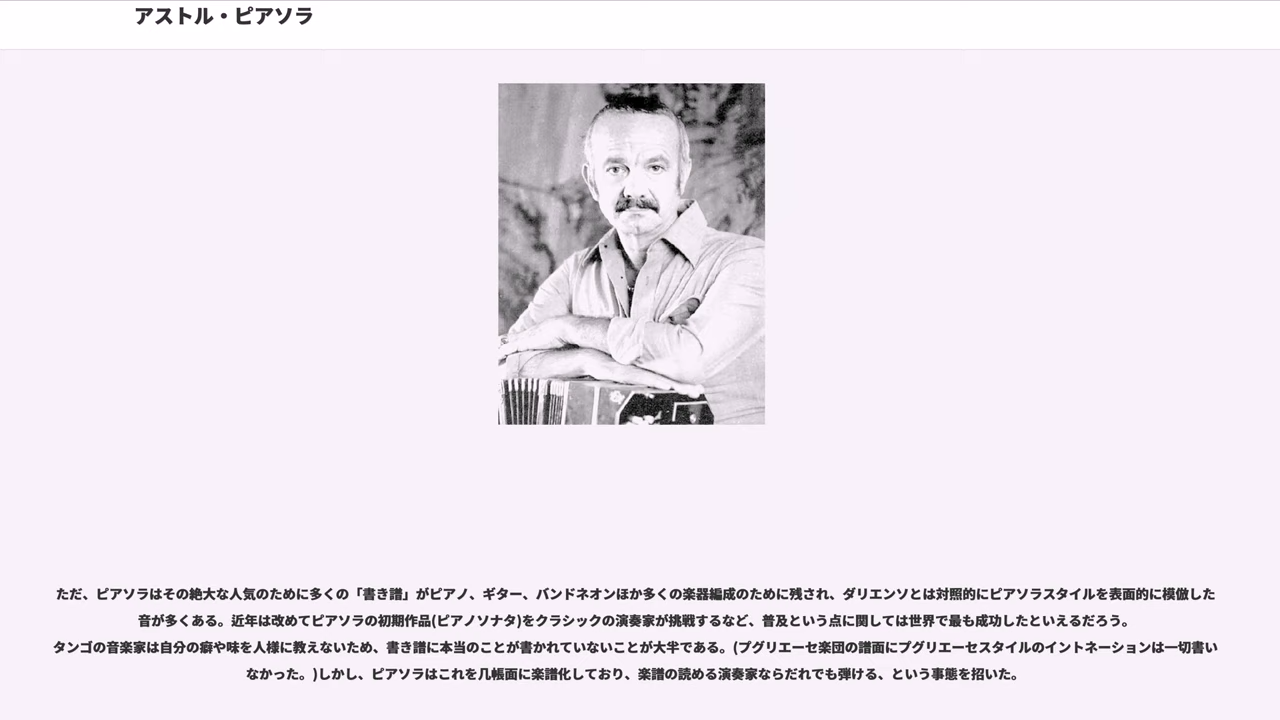 アストル・ピアソラ
ただ、ピアソラはその絶大な人気のために多くの「書き譜」がピアノ、ギター、バンドネオンほか多くの楽器編成のために残され、ダリエンソとは対照的にピアソラスタイルを表面的に模倣した
音が多くある。近年は改めてピアソラの初期作品(ピアノソナタ)をクラシックの演奏家が挑戦するなど、普及という点に関しては世界で最も成功したといえるだろう。
タンゴの音楽家は自分の癖や味を人様に教えないため、書き譜に本当のことが書かれていないことが大半である。(プグリエーセ楽団の譜面にプグリエーセスタイルのイントネーションは一切書い
なかった。)しかし、ピアソラはこれを几帳面に楽譜化しており、楽譜の読める演奏家ならだれでも弾ける、という事態を招いた。